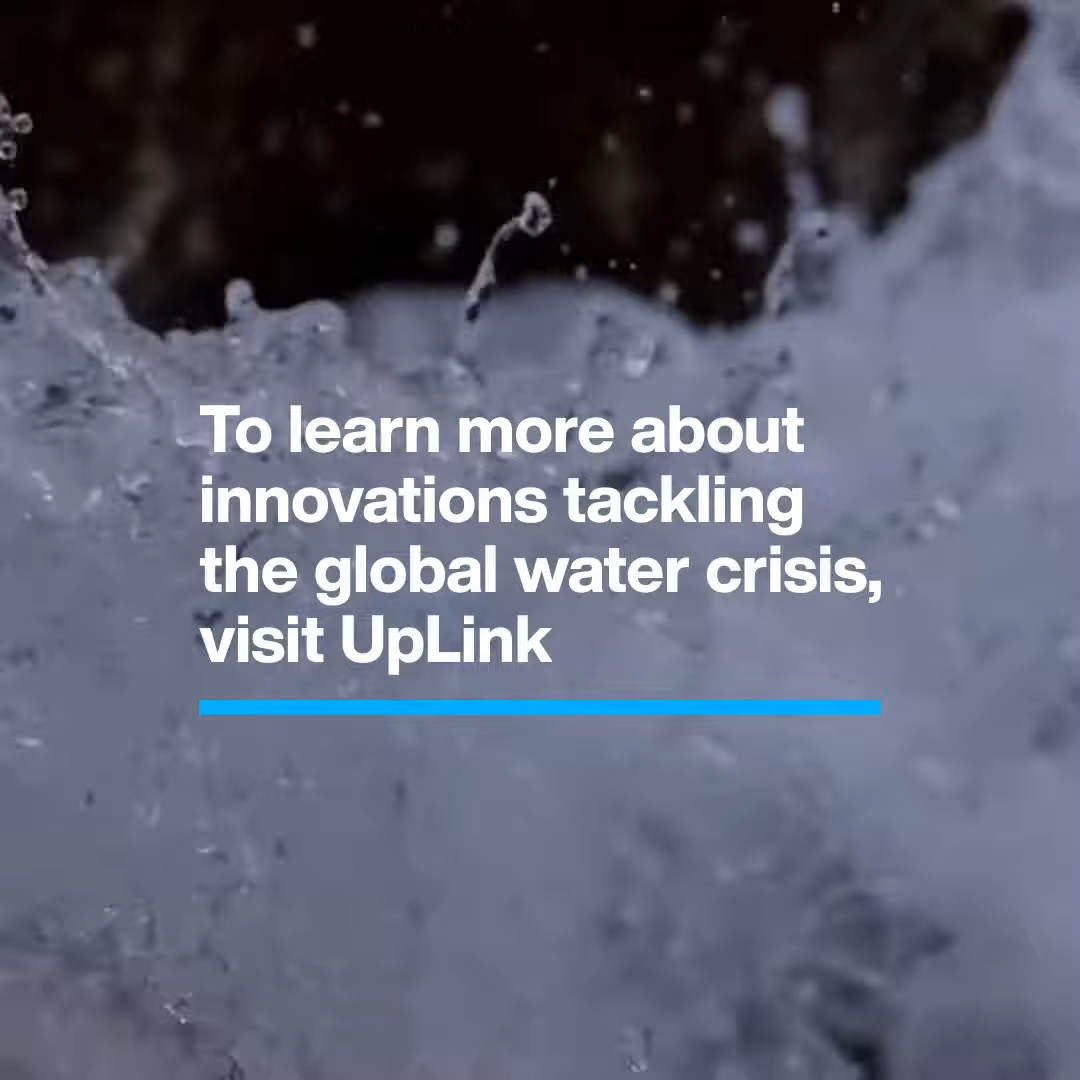 To learn more about
innovations tackling
the global water crisis,
visit UpLink